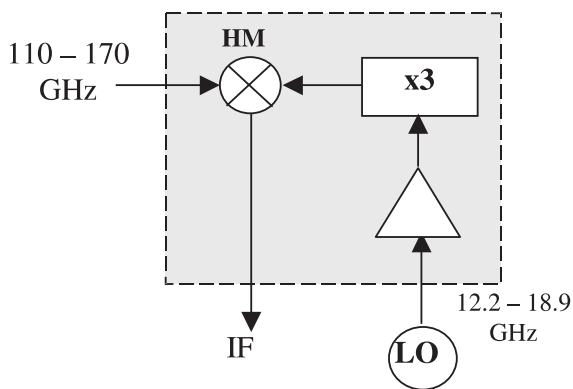 HM
110 – 170
GHz
x3
12.2 – 18.9
GHz
IF
LO